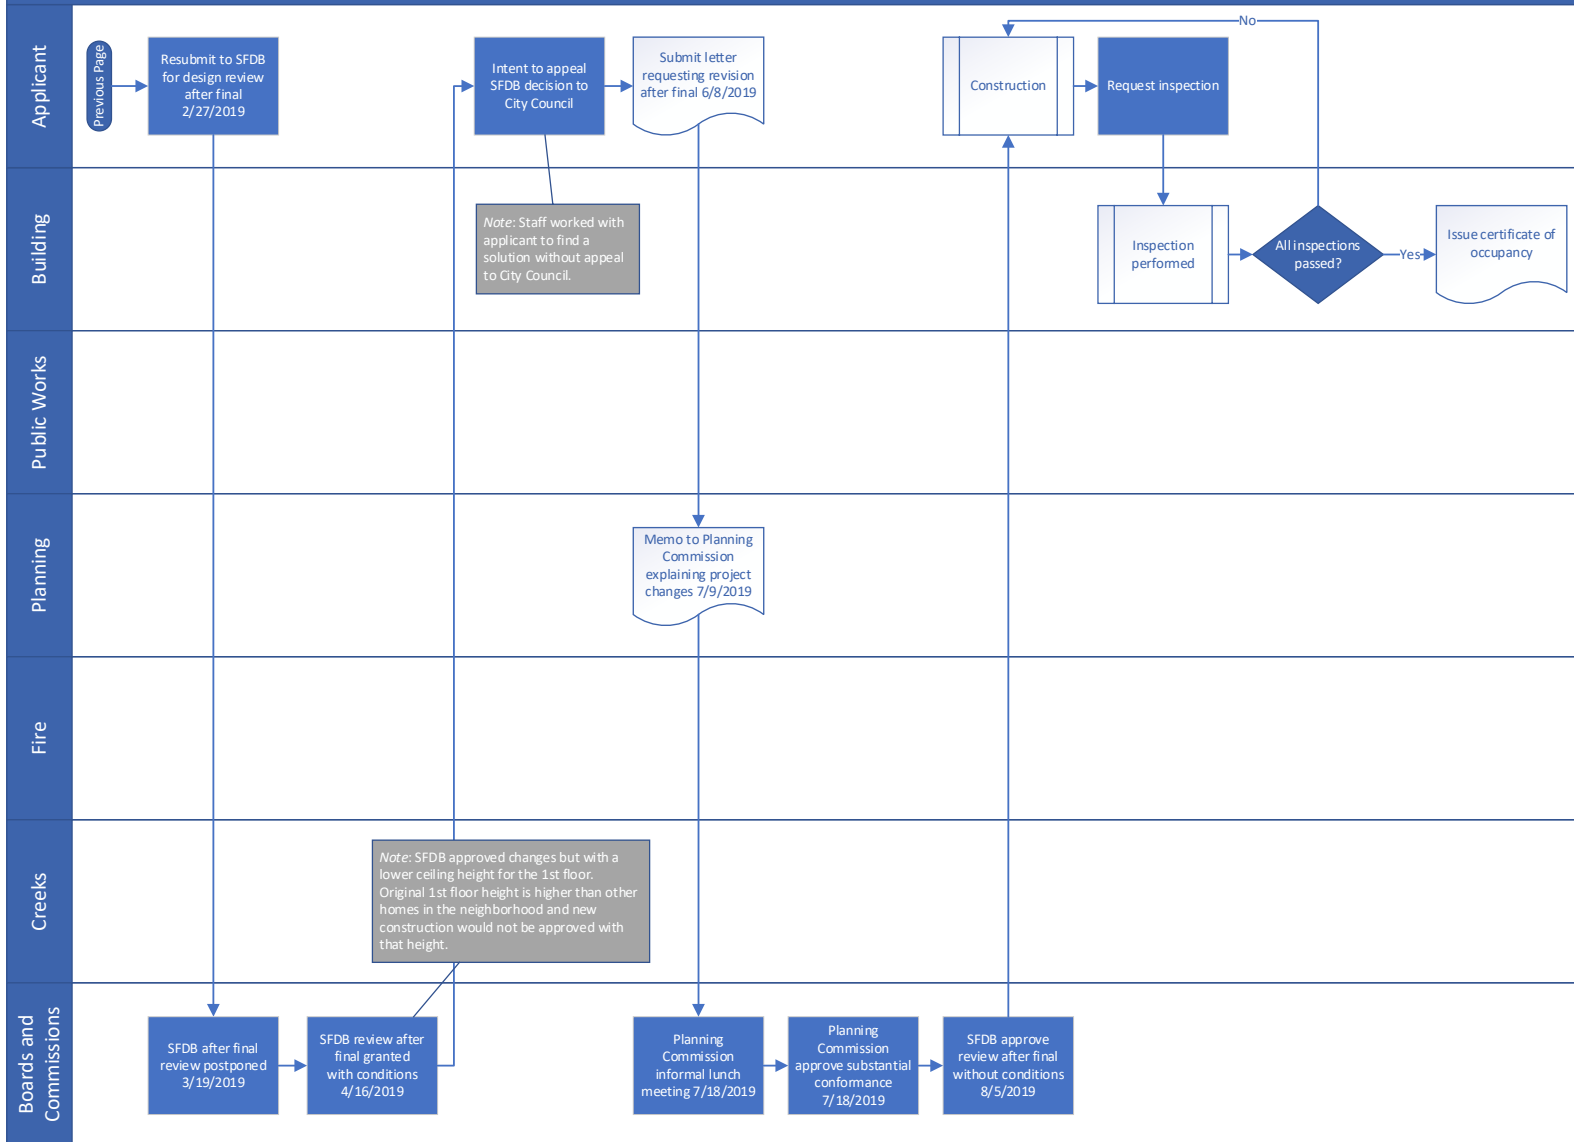 Applicant
Previous Page
Resubmit to SFDB
for design review
after final
2/27/2019
Intent to appeal
SFDB decision to
City Council
Submit letter
requesting revision
after final 6/8/2019
Construction
Request inspection
No
Building
Note: Staff worked with
applicant to find a
solution without appeal
to City Council.
Inspection
performed
All inspections
passed?
Yes
Issue certificate of
occupancy
Public Works
Planning
Memo to Planning
Commission
explaining project
changes 7/9/2019
Fire
Creeks
Note: SFDB approved changes but with a
lower ceiling height for the 1st floor.
Original 1st floor height is higher than other
homes in the neighborhood and new
construction would not be approved with
that height.
Boards and
Commissions
SFDB after final
review postponed
3/19/2019
SFDB review after
final granted
with conditions
4/16/2019
Planning
Commission
informal lunch
meeting 7/18/2019
Planning
Commission
approve substantial
conformance
7/18/2019
SFDB approve
review after final
without conditions
8/5/2019